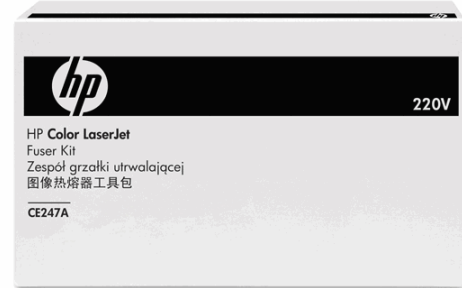 hp
220V
HP Color LaserJet
Fuser Kit
Zespół grzałki utrwalającej
图像热熔器工具包
CE247A